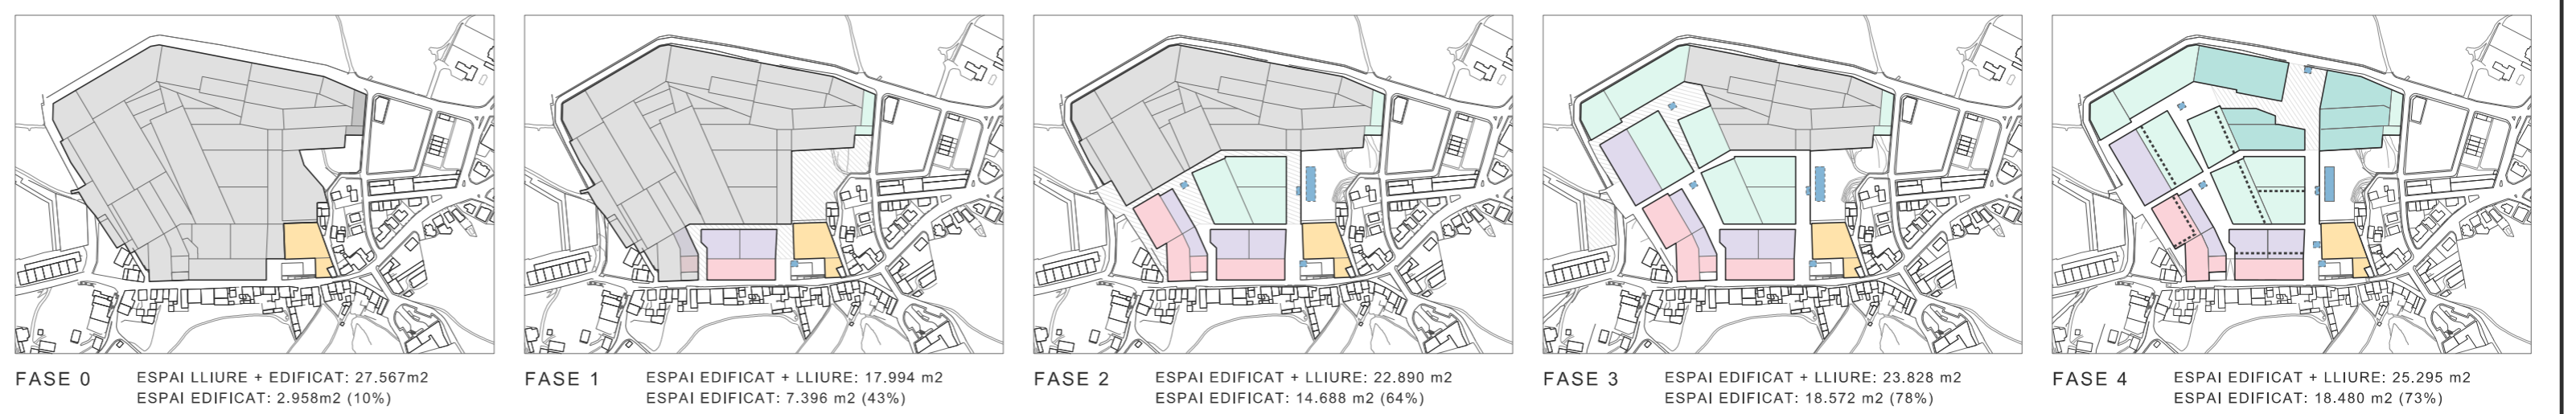 FASE 0
ESPAI LLIURE + EDIFICAT: 27.567m2
ESPAI EDIFICAT: 2.958m2 (10%)
FASE 1
ESPAI EDIFICAT + LLIURE: 17.994 m2
ESPAI EDIFICAT: 7.396 m2 (43%)
FASE 2
ESPAI EDIFICAT + LLIURE: 22.890 m2
ESPAI EDIFICAT: 14.688 m2 (64%)
FASE 3
ESPAI EDIFICAT + LLIURE: 23.828 m2
ESPAI EDIFICAT: 18.572 m2 (78%)
FASE 4
ESPAI EDIFICAT + LLIURE: 25.295 m2
ESPAI EDIFICAT: 18.480 m2 (73%)